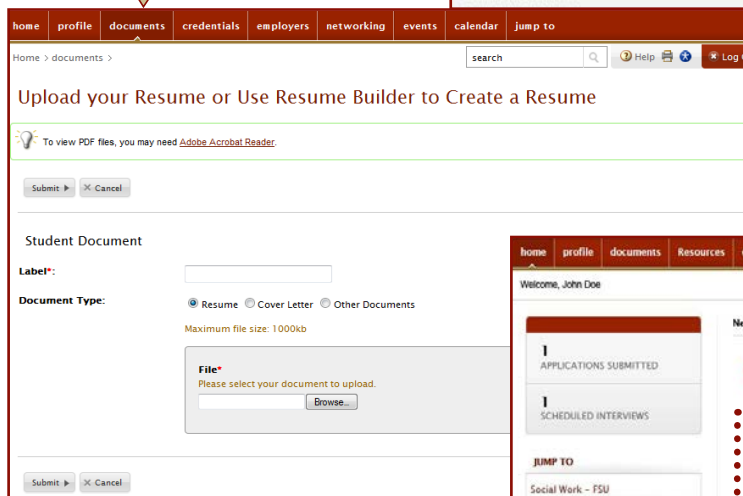 home profile documents credentials employers networking events calendar jump to
Home > documents >
search
Help
Log
Upload your Resume or Use Resume Builder to Create a Resume
To view PDF files, you may need Adobe Acrobat Reader.
Submit Cancel
Student Document
Label*:
Document Type:
Resume Cover Letter Other Documents
Maximum file size: 1000kb
File*
Please select your document to upload.
Browse...
Submit Cancel
home profile documents Resources
Welcome, John Doe
Ne
1
APPLICATIONS SUBMITTED
1
SCHEDULED INTERVIEWS
JUMP TO
Social Work - FSU